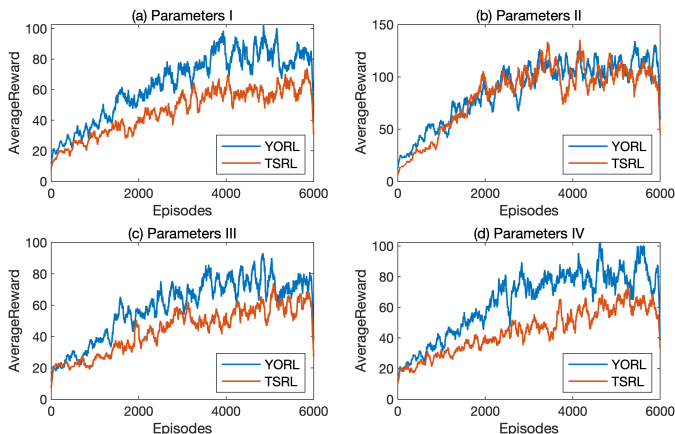 (a) Parameters I
AverageReward
100
80
60
40
20
0
YORL
TSRL
0 2000 4000 6000
Episodes
(b) Parameters II
AverageReward
150
100
50
0
YORL
TSRL
0 2000 4000 6000
Episodes
(c) Parameters III
AverageReward
100
80
60
40
20
0
YORL
TSRL
0 2000 4000 6000
Episodes
(d) Parameters IV
AverageReward
100
80
60
40
20
0
YORL
TSRL
0 2000 4000 6000
Episodes